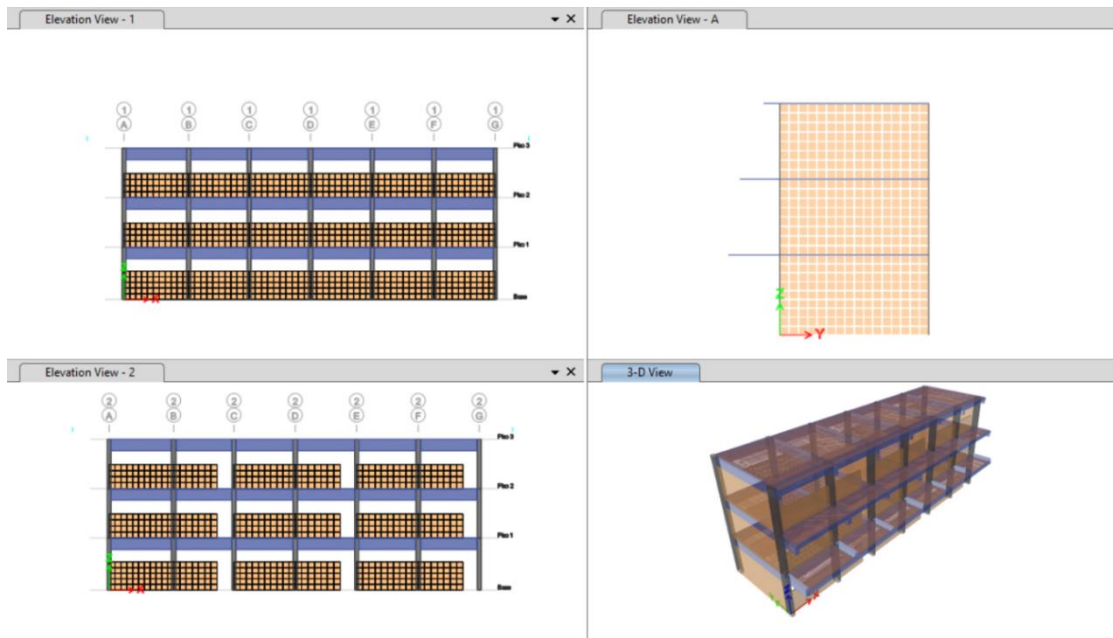 Elevation View - 1
1 1 1 1 1 1 1
A B C D E F G
Piso 3
Piso 2
Piso 1
Base
Z
X
Elevation View - A
Z
Y
Elevation View - 2
2 2 2 2 2 2 2
A B C D E F G
Piso 3
Piso 2
Piso 1
Base
X
3-D View